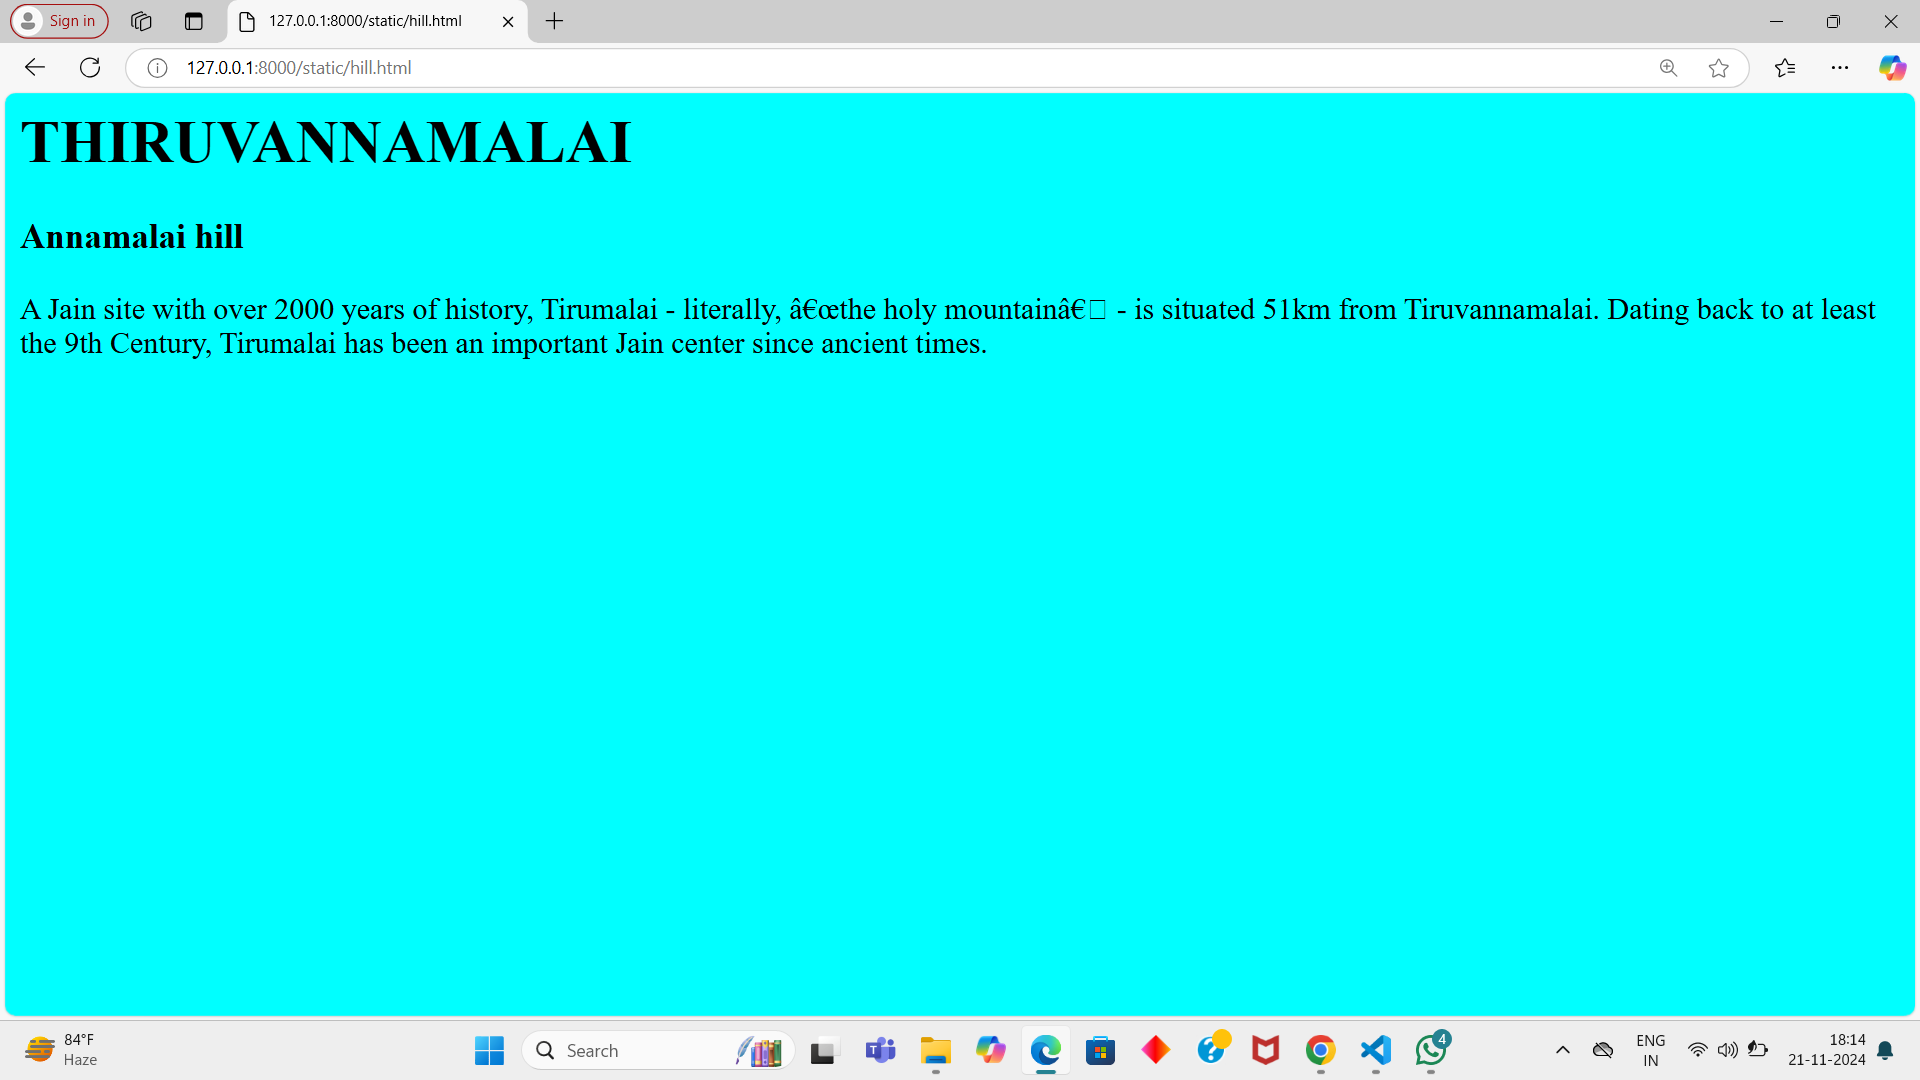 Sign in
127.0.0.1:8000/static/hill.html
127.0.0.1:8000/static/hill.html
THIRUVANNAMALAI
Annamalai hill
A Jain site with over 2000 years of history, Tirumalai - literally, â€œthe holy mountainâ€□ - is situated 51km from Tiruvannamalai. Dating back to at least
the 9th Century, Tirumalai has been an important Jain center since ancient times.
84°F
Haze
Search
4
ENG
IN
18:14
21-11-2024